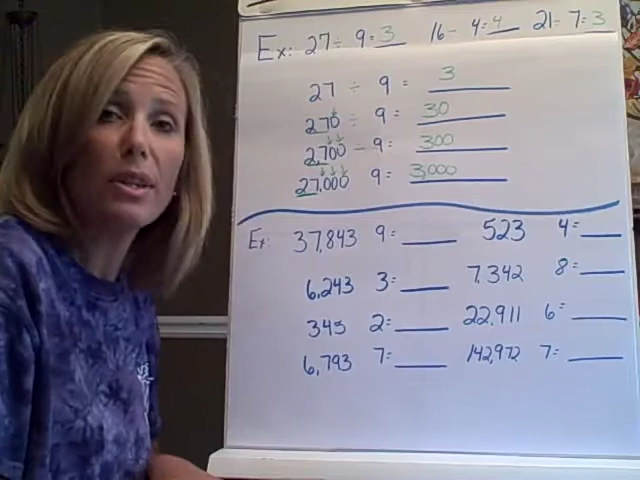 Ex: 27 ÷ 9 = 3 16 ÷ 4 = 4 21 ÷ 7 = 3
27 ÷ 9 = 3
270 ÷ 9 = 30
2,700 ÷ 9 = 300
27,000 9 = 3,000
Ex: 37,843 9 = ____ 523 4 = ____
6,243 3 = ____ 7,342 8 = ____
345 2 = ____ 22,911 6 = ____
6,793 7 = ____ 142,972 7 = ____